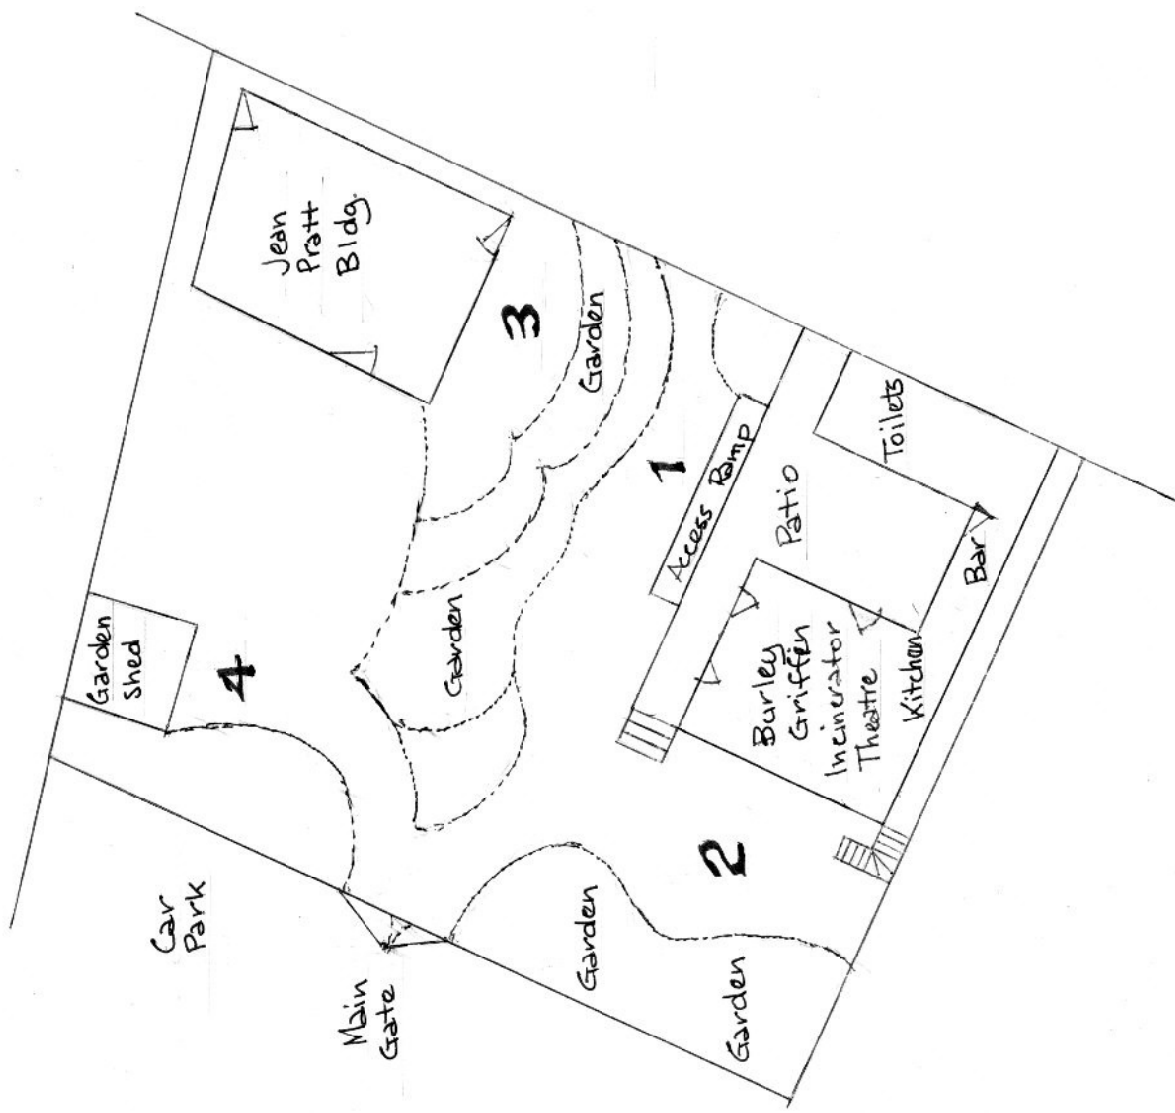 Jean
Pratt
Bldg.
3
Garden
Toilets
1
Access Ramp
Patio
Bar
Garden
Shed
4
Garden
Burley
Griffen
Incinerator
Theatre
Kitchen
2
Car
Park
Main
Gate
Garden
Garden